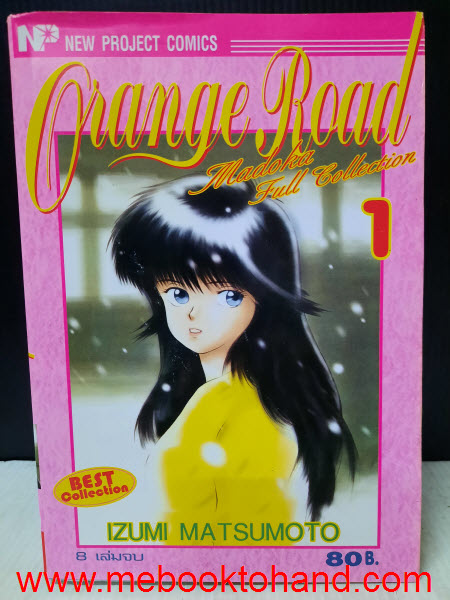 NP NEW PROJECT COMICS
Orange Road
Madoka
Full Collection
1
BEST
Collection
IZUMI MATSUMOTO
8 เล่มจบ
80 B.
www.mebooktohand.com